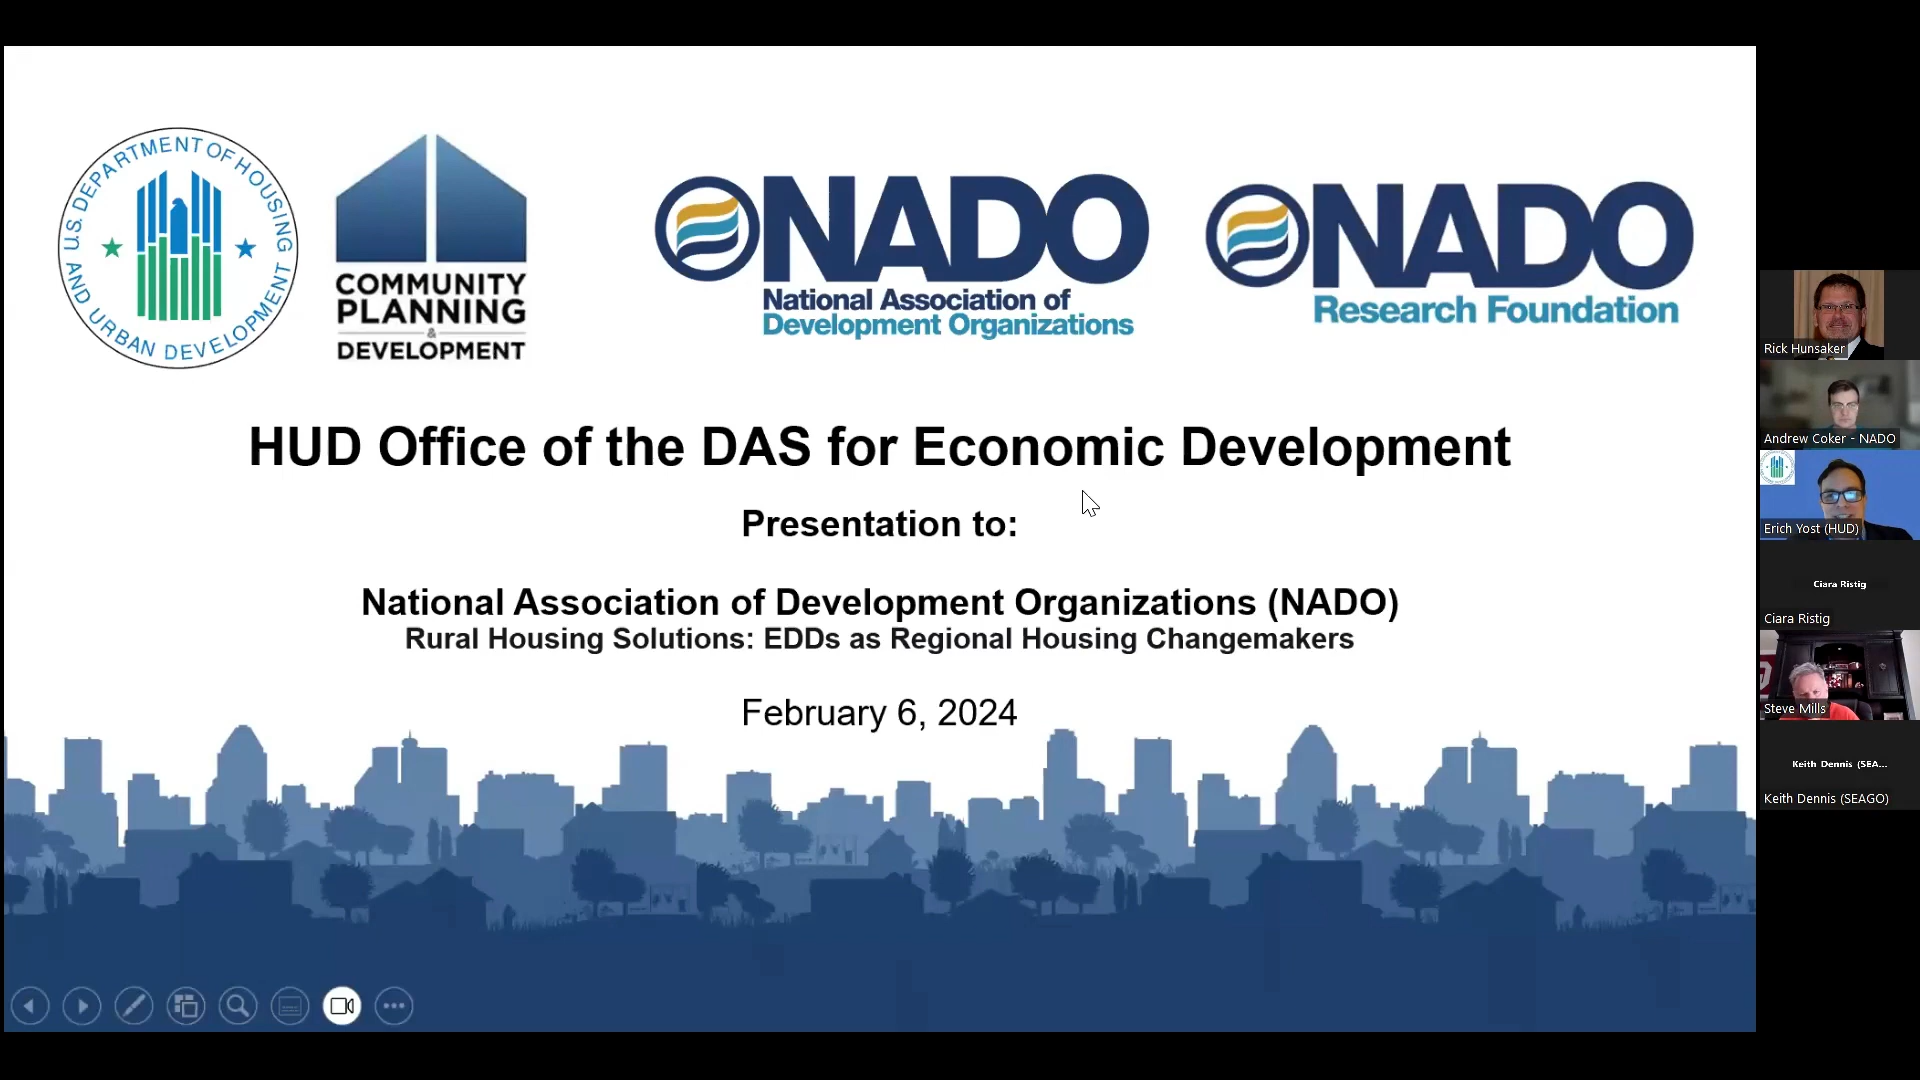 U.S. DEPARTMENT OF HOUSING
AND URBAN DEVELOPMENT
COMMUNITY
PLANNING
&
DEVELOPMENT
NADO
National Association of
Development Organizations
NADO
Research Foundation
HUD Office of the DAS for Economic Development
Presentation to:
National Association of Development Organizations (NADO)
Rural Housing Solutions: EDDs as Regional Housing Changemakers
February 6, 2024
Rick Hunsaker
Andrew Coker - NADO
Erich Yost (HUD)
Ciara Ristig
Ciara Ristig
Steve Mills
Keith Dennis (SEA...
Keith Dennis (SEAGO)